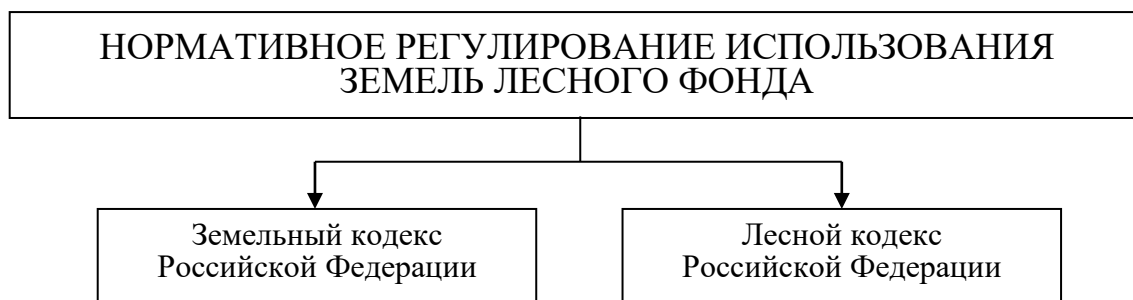 НОРМАТИВНОЕ РЕГУЛИРОВАНИЕ ИСПОЛЬЗОВАНИЯ
ЗЕМЕЛЬ ЛЕСНОГО ФОНДА
Земельный кодекс
Российской Федерации
Лесной кодекс
Российской Федерации